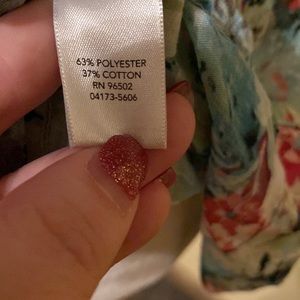 63% POLYESTER
37% COTTON
RN 96502
04173-5606